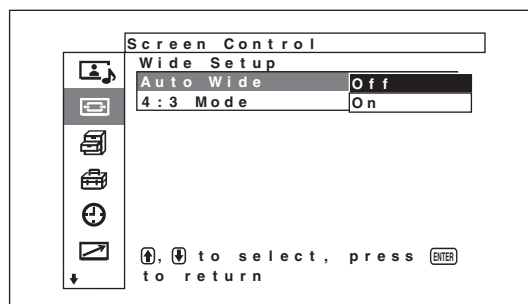 Screen Control
Wide Setup
Auto Wide Off
4:3 Mode On
, to select, press ENTER
to return